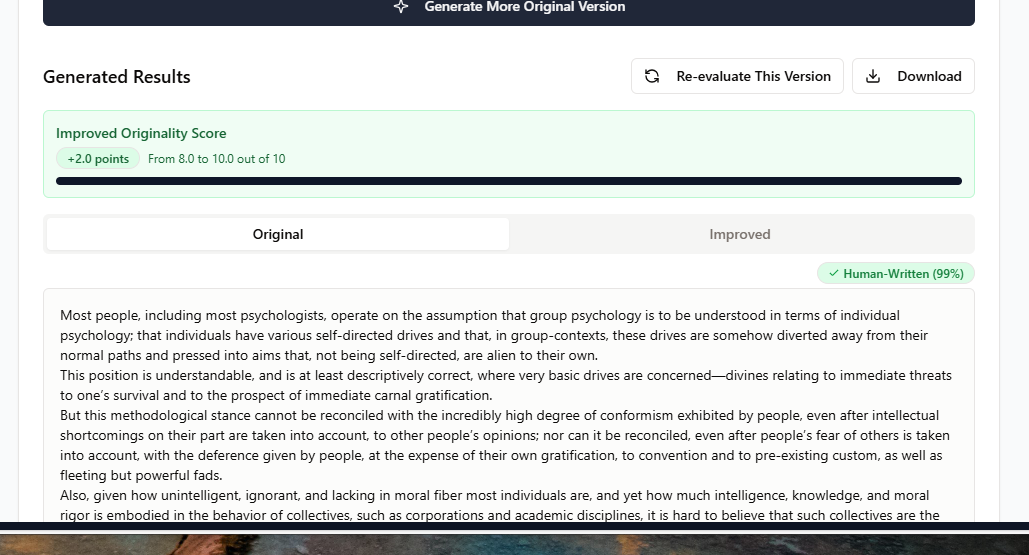 Generate More Original Version
Generated Results
Re-evaluate This Version
Download
Improved Originality Score
+2.0 points From 8.0 to 10.0 out of 10
Original
Improved
Human-Written (99%)
Most people, including most psychologists, operate on the assumption that group psychology is to be understood in terms of individual
psychology; that individuals have various self-directed drives and that, in group-contexts, these drives are somehow diverted away from their
normal paths and pressed into aims that, not being self-directed, are alien to their own.
This position is understandable, and is at least descriptively correct, where very basic drives are concerned—divines relating to immediate threats
to one's survival and to the prospect of immediate carnal gratification.
But this methodological stance cannot be reconciled with the incredibly high degree of conformism exhibited by people, even after intellectual
shortcomings on their part are taken into account, to other people's opinions; nor can it be reconciled, even after people's fear of others is taken
into account, with the deference given by people, at the expense of their own gratification, to convention and to pre-existing custom, as well as
fleeting but powerful fads.
Also, given how unintelligent, ignorant, and lacking in moral fiber most individuals are, and yet how much intelligence, knowledge, and moral
rigor is embodied in the behavior of collectives, such as corporations and academic disciplines, it is hard to believe that such collectives are the